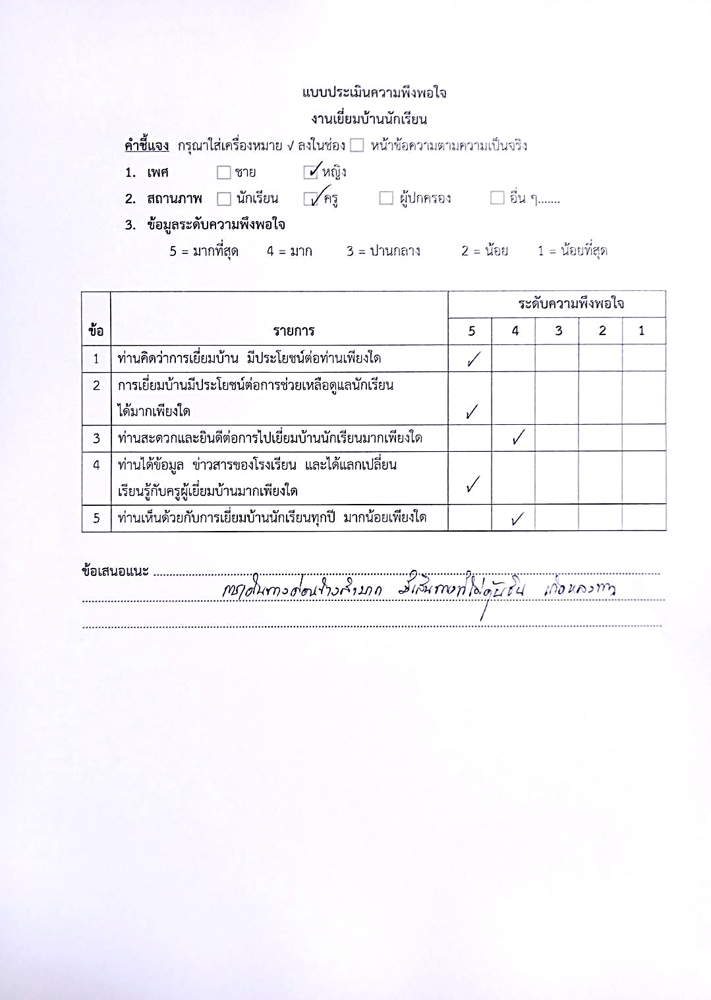 แบบประเมินความพึงพอใจ
งานเยี่ยมบ้านนักเรียน
คำชี้แจง กรุณาใส่เครื่องหมาย √ ลงในช่อง ☐ หน้าข้อความตามความเป็นจริง
1. เพศ ☐ ชาย ☑ หญิง
2. สถานภาพ ☐ นักเรียน ☑ ครู ☐ ผู้ปกครอง ☐ อื่น ๆ.......
3. ข้อมูลระดับความพึงพอใจ
5 = มากที่สุด 4 = มาก 3 = ปานกลาง 2 = น้อย 1 = น้อยที่สุด
ระดับความพึงพอใจ
ข้อ รายการ 5 4 3 2 1
1 ท่านคิดว่าการเยี่ยมบ้าน มีประโยชน์ต่อท่านเพียงใด ✓
2 การเยี่ยมบ้านมีประโยชน์ต่อการช่วยเหลือดูแลนักเรียน
ได้มากเพียงใด ✓
3 ท่านสะดวกและยินดีต่อการไปเยี่ยมบ้านนักเรียนมากเพียงใด ✓
4 ท่านได้ข้อมูล ข่าวสารของโรงเรียน และได้แลกเปลี่ยน
เรียนรู้กับครูผู้เยี่ยมบ้านมากเพียงใด ✓
5 ท่านเห็นด้วยกับการเยี่ยมบ้านนักเรียนทุกปี มากน้อยเพียงใด ✓
ข้อเสนอแนะ
การเดินทางค่อนข้างลำบาก มีเส้นทางที่ไม่คุ้นชิน หลงทาง